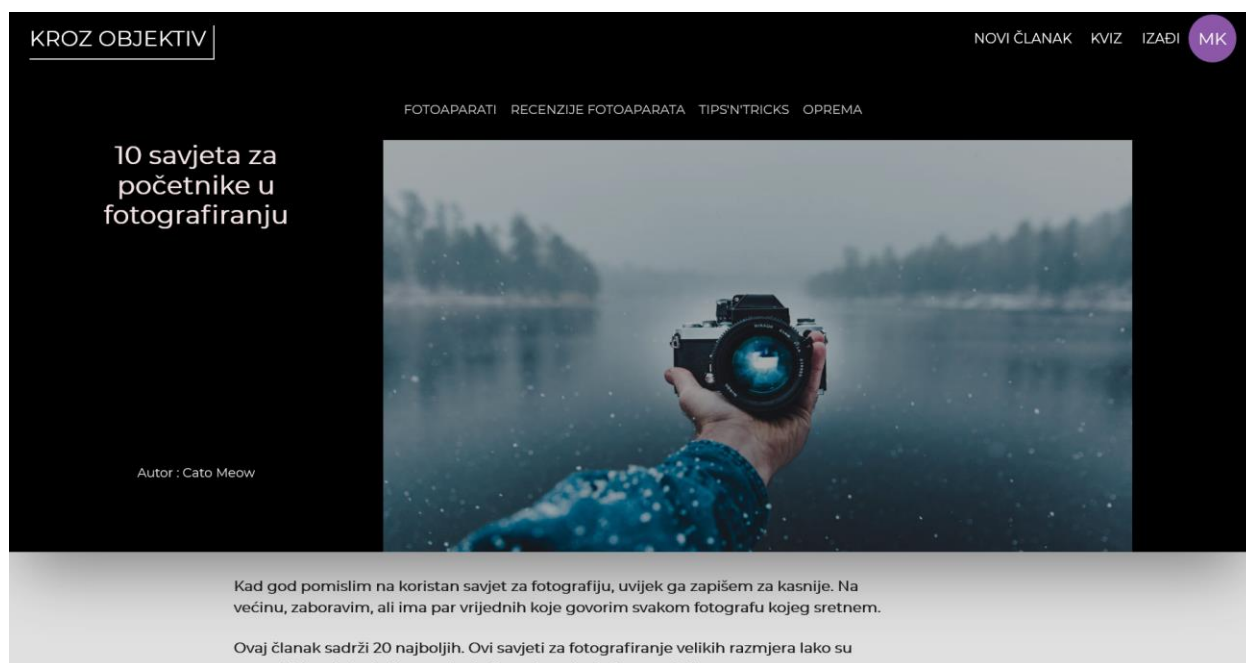 KROZ OBJEKTIV
NOVI ČLANAK KVIZ IZAĐI MK
FOTOAPARATI RECENZIJE FOTOAPARATA TIPS'N'TRICKS OPREMA
10 savjeta za
početnike u
fotografiranju
Autor : Cato Meow
Kad god pomislim na koristan savjet za fotografiju, uvijek ga zapišem za kasnije. Na
većinu, zaboravim, ali ima par vrijednih koje govorim svakom fotografu kojeg sretnem.
Ovaj članak sadrži 20 najboljih. Ovi savjeti za fotografiranje velikih razmjera lako su